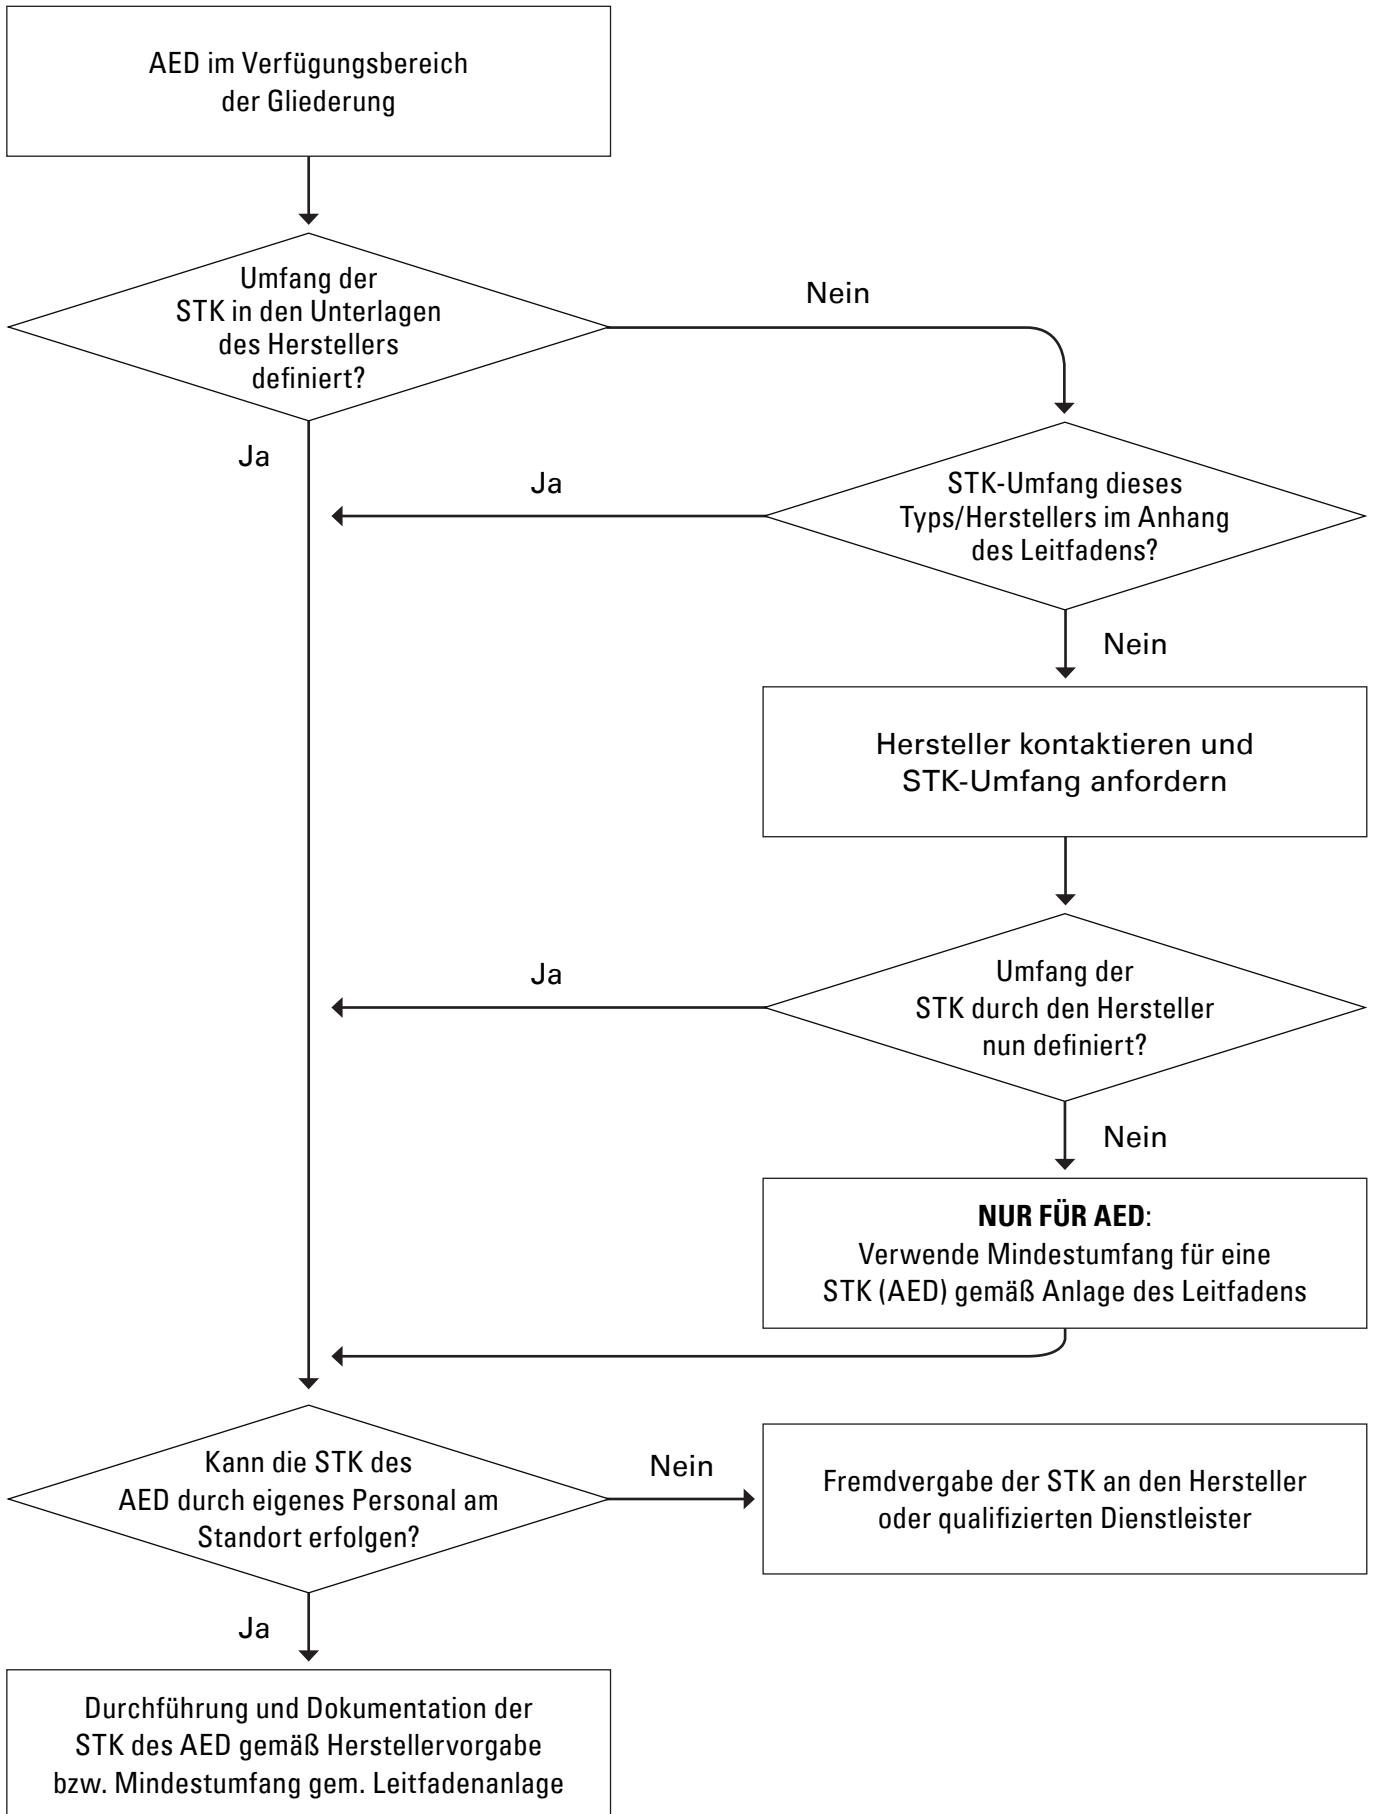 AED im Verfügungsbereich
der Gliederung
Umfang der
STK in den Unterlagen
des Herstellers
definiert?
Nein
Ja
STK-Umfang dieses
Typs/Herstellers im Anhang
des Leitfadens?
Ja
Nein
Hersteller kontaktieren und
STK-Umfang anfordern
Umfang der
STK durch den Hersteller
nun definiert?
Ja
Nein
NUR FÜR AED:
Verwende Mindestumfang für eine
STK (AED) gemäß Anlage des Leitfadens
Kann die STK des
AED durch eigenes Personal am
Standort erfolgen?
Nein
Fremdvergabe der STK an den Hersteller
oder qualifizierten Dienstleister
Ja
Durchführung und Dokumentation der
STK des AED gemäß Herstellervorgabe
bzw. Mindestumfang gem. Leitfadenanlage